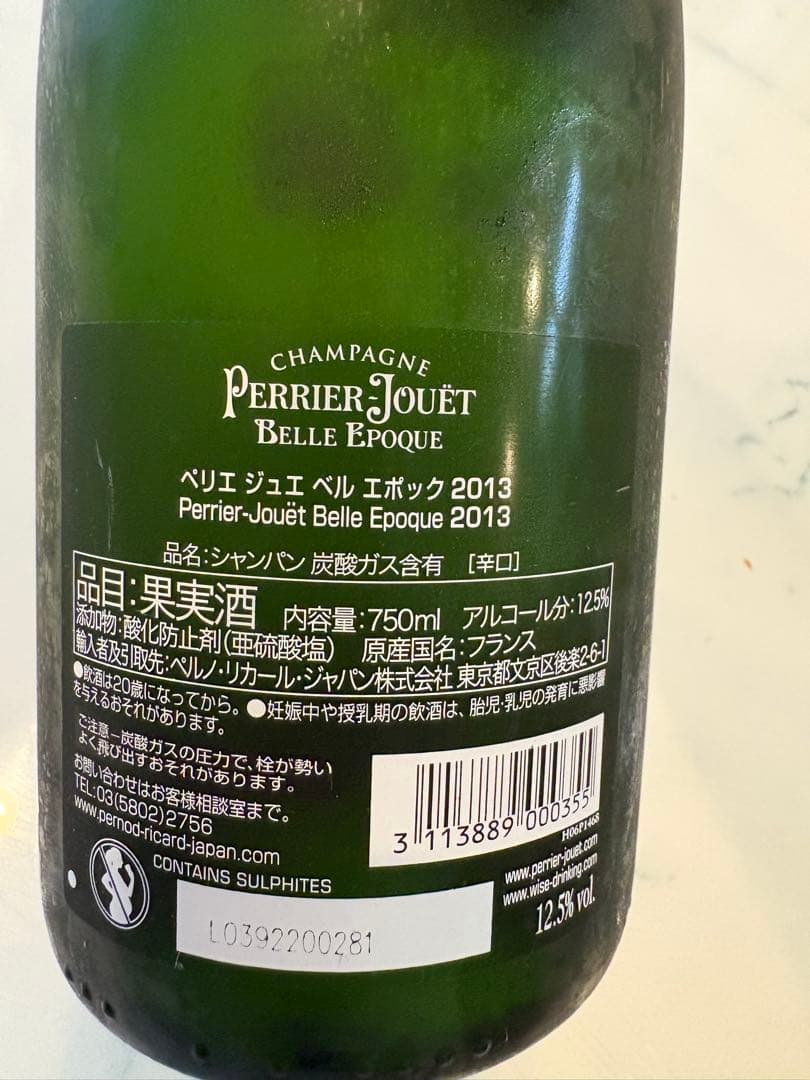 CHAMPAGNE
PERRIER-JOUËT
BELLE EPOQUE
ペリエ ジュエ ベル エポック 2013
Perrier-Jouët Belle Epoque 2013
品名:シャンパン 炭酸ガス含有 [辛口]
品目:果実酒 内容量:750ml アルコール分:12.5%
添加物:酸化防止剤(亜硫酸塩) 原産国名:フランス
輸入者及引取先:ペルノ・リカール・ジャパン株式会社 東京都文京区後楽2-6-1
●飲酒は20歳になってから。●妊娠中や授乳期の飲酒は、胎児・乳児の発育に悪影響
を与えるおそれがあります。
ご注意−炭酸ガスの圧力で、栓が勢い
よく飛び出すおそれがあります。
お問い合わせはお客様相談室まで。
TEL:03(5802)2756
www.pernod-ricard-japan.com
CONTAINS SULPHITES
3 113889 000355
H06P1468
www.perrier-jouet.com
www.wise-drinking.com
12.5% vol.
L0392200281